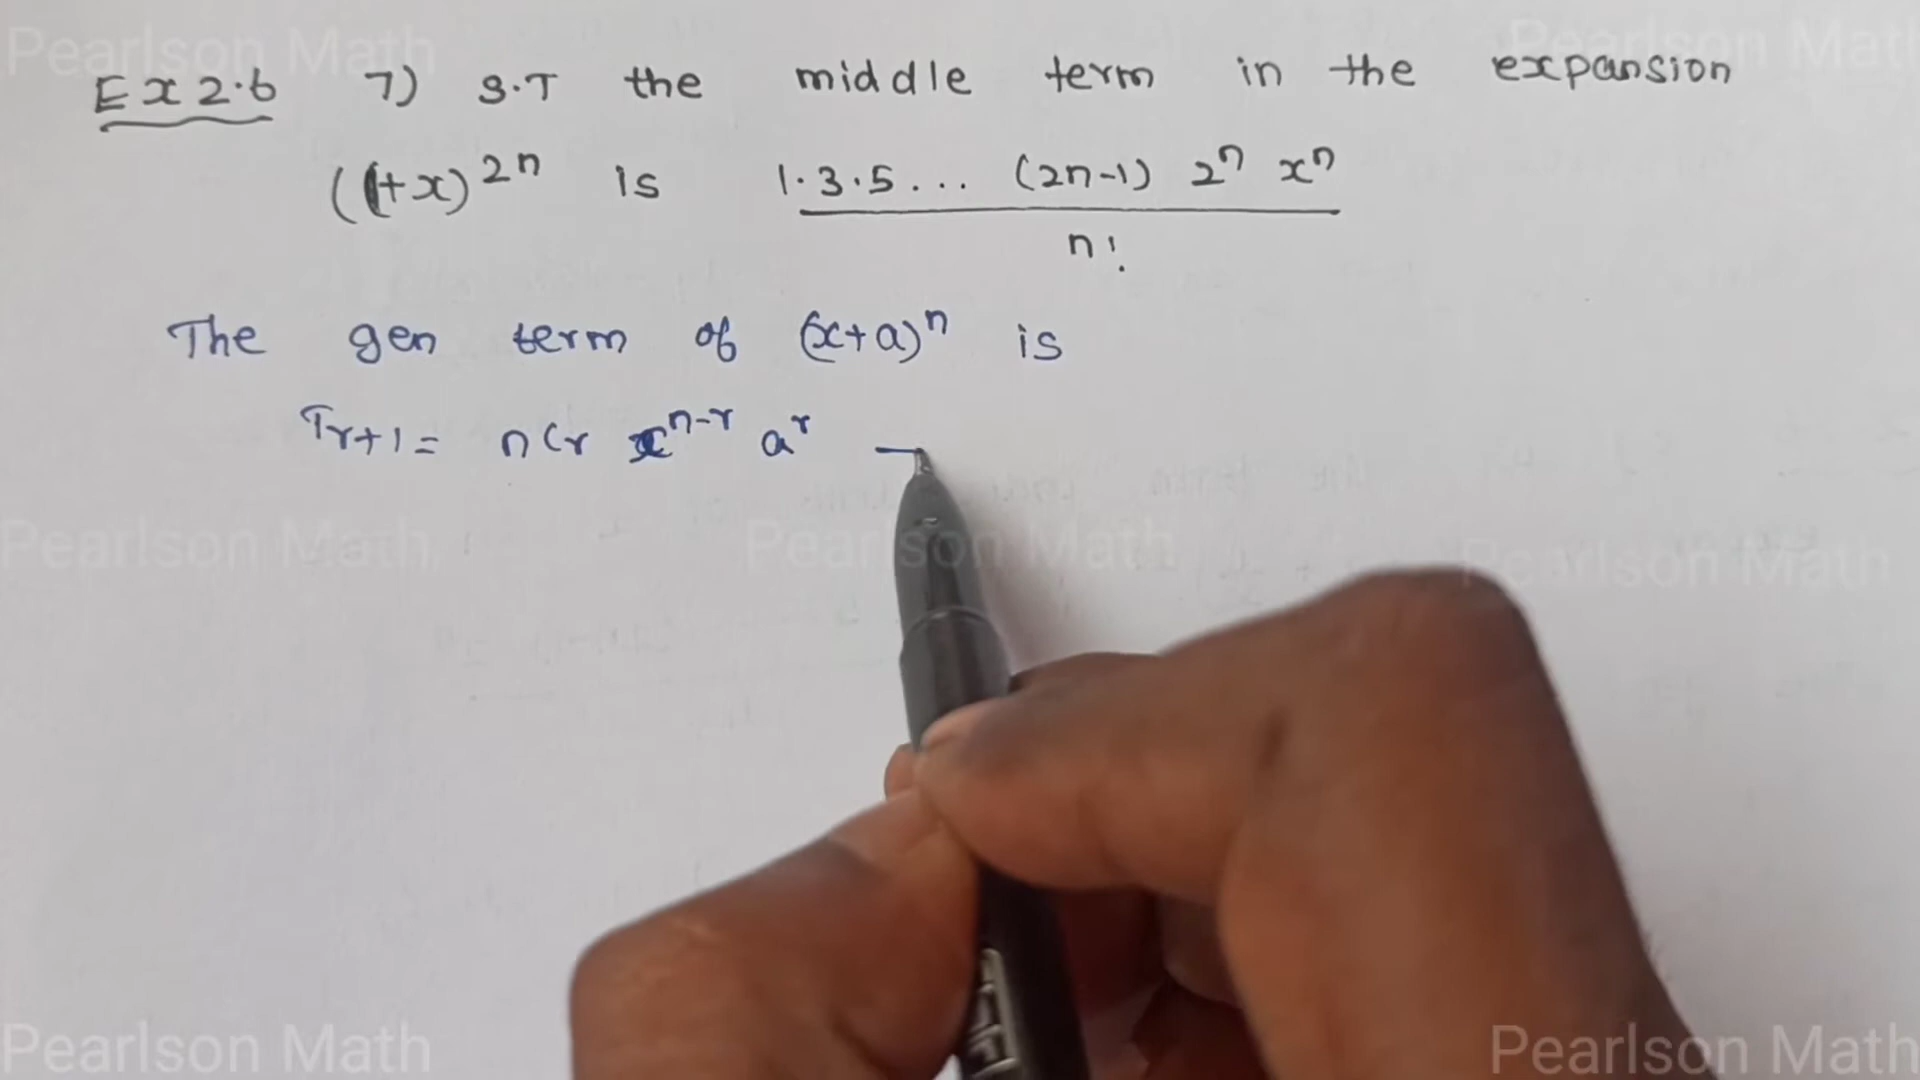 Pearlson Math Pearlson Math
Ex 2.6 7) S.T the middle term in the expansion
(1+x)^2n is 1.3.5... (2n-1) 2^n x^n
n!
The gen term of (x+a)^n is
Tr+1 = nCr x^n-r a^r —
Pearlson Math Pearlson Math Pearlson Math
Pearlson Math Pearlson Math